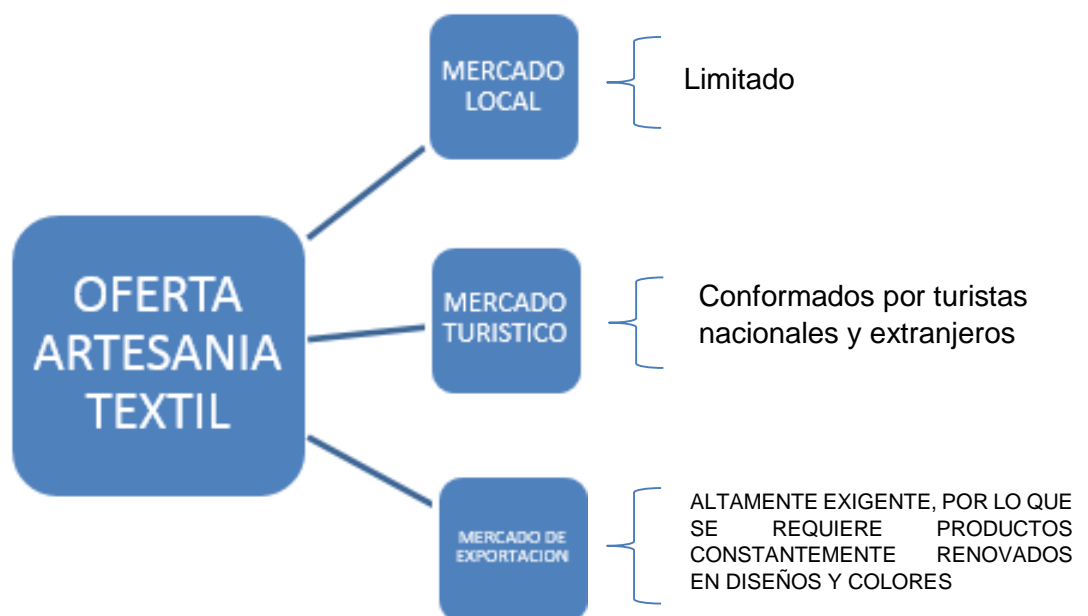 OFERTA
ARTESANIA
TEXTIL
MERCADO
LOCAL
Limitado
MERCADO
TURISTICO
Conformados por turistas
nacionales y extranjeros
MERCADO DE
EXPORTACION
ALTAMENTE EXIGENTE, POR LO QUE
SE REQUIERE PRODUCTOS
CONSTANTEMENTE RENOVADOS
EN DISEÑOS Y COLORES